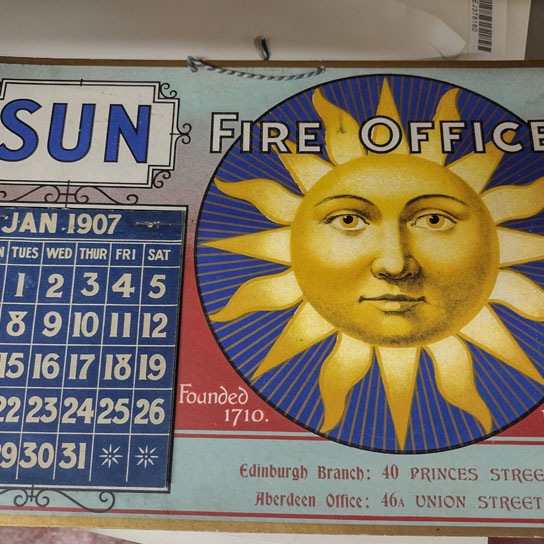 SUN FIRE OFFICE
JAN 1907
TUES WED THUR FRI SAT
1 2 3 4 5
8 9 10 11 12
15 16 17 18 19
22 23 24 25 26
29 30 31
Founded
1710.
Edinburgh Branch: 40 PRINCES STREE
Aberdeen Office: 46A UNION STREET